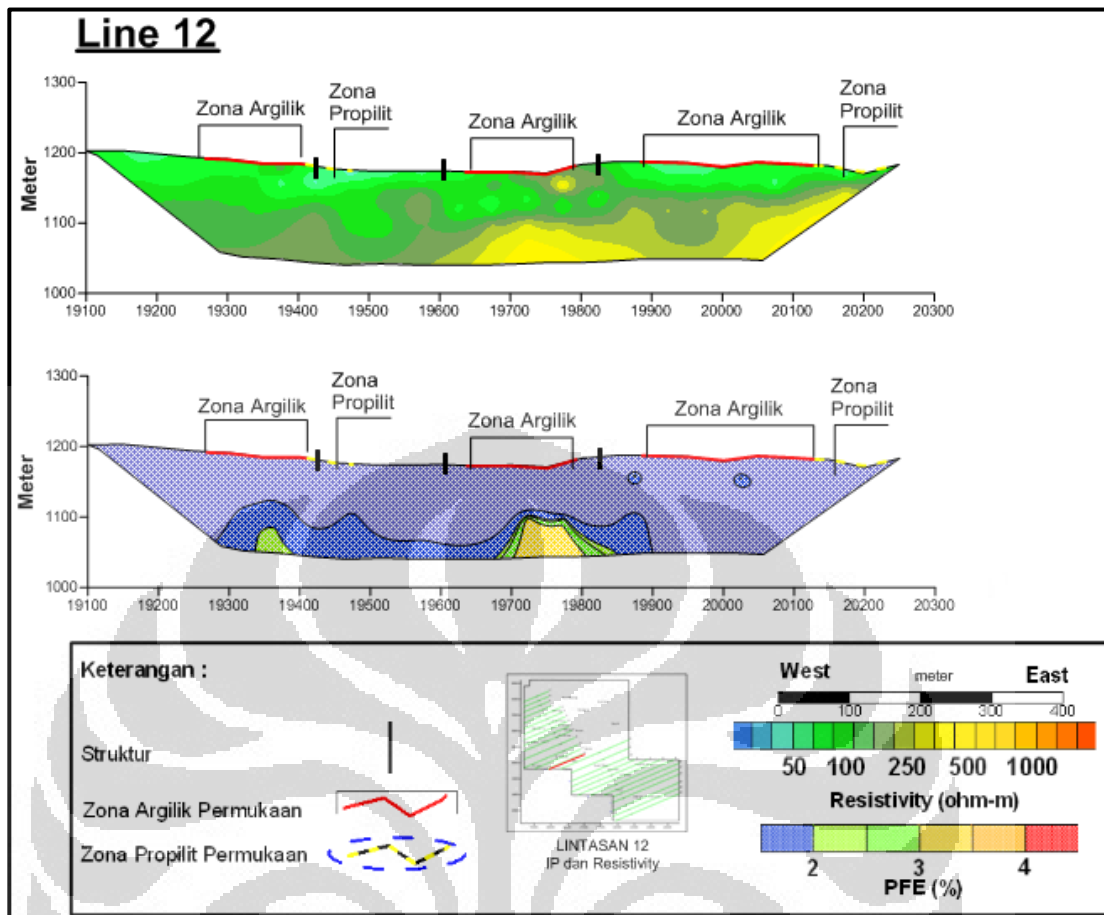 Line 12
1300
1200
1100
1000
Meter
Zona Argilik
Zona
Propilit
Zona Argilik
Zona Argilik
Zona
Propilit
19100 19200 19300 19400 19500 19600 19700 19800 19900 20000 20100 20200 20300
1300
1200
1100
1000
Meter
Zona Argilik
Zona
Propilit
Zona Argilik
Zona Argilik
Zona
Propilit
19100 19200 19300 19400 19500 19600 19700 19800 19900 20000 20100 20200 20300
Keterangan :
Struktur
Zona Argilik Permukaan
Zona Propilit Permukaan
LINTASAN 12
IP dan Resistivity
West meter East
0 100 200 300 400
50 100 250 500 1000
Resistivity (ohm-m)
2 3 4
PFE (%)